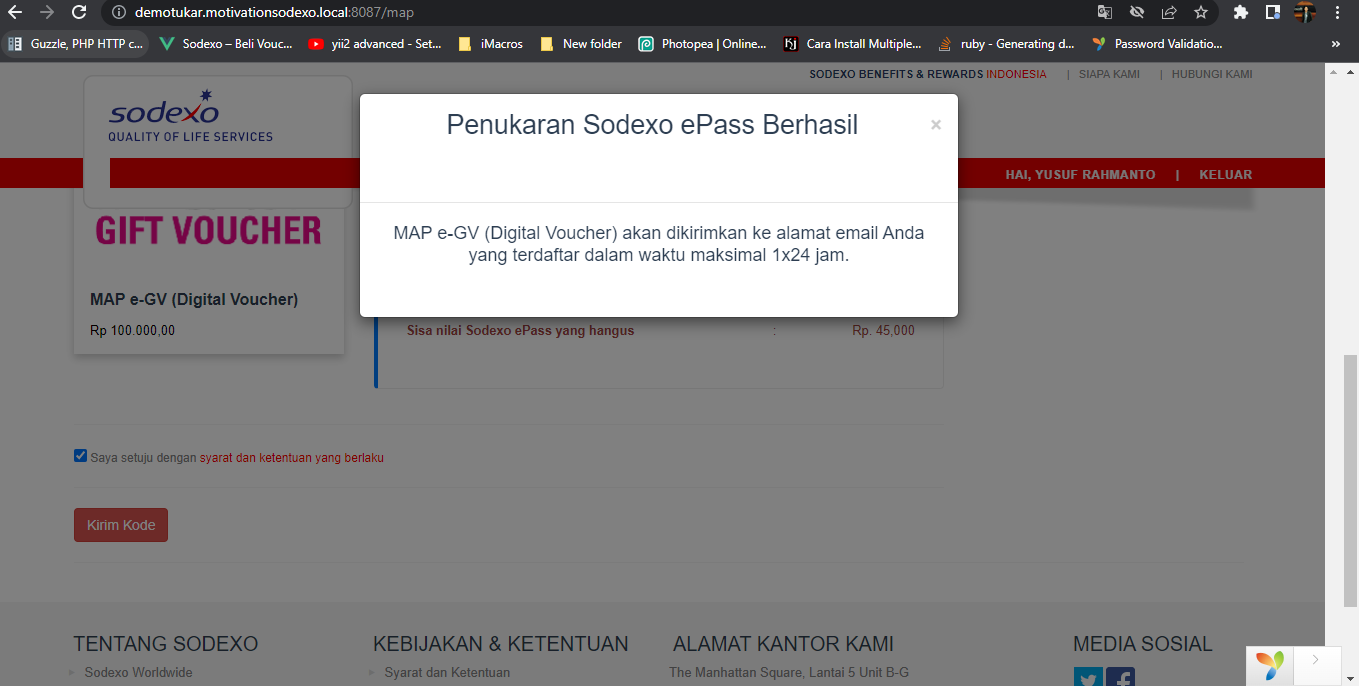 demotukar.motivationsodexo.local:8087/map
Guzzle, PHP HTTP c...
Sodexo – Beli Vouc...
yii2 advanced - Set...
iMacros
New folder
Photopea | Online...
Cara Install Multiple...
ruby - Generating d...
Password Validatio...
»
SODEXO BENEFITS & REWARDS INDONESIA | SIAPA KAMI | HUBUNGI KAMI
sodexo
QUALITY OF LIFE SERVICES
HAI, YUSUF RAHMANTO | KELUAR
Penukaran Sodexo ePass Berhasil
×
MAP e-GV (Digital Voucher) akan dikirimkan ke alamat email Anda
yang terdaftar dalam waktu maksimal 1x24 jam.
GIFT VOUCHER
MAP e-GV (Digital Voucher)
Rp 100.000,00
Sisa nilai Sodexo ePass yang hangus : Rp. 45,000
Saya setuju dengan syarat dan ketentuan yang berlaku
Kirim Kode
TENTANG SODEXO
Sodexo Worldwide
KEBIJAKAN & KETENTUAN
Syarat dan Ketentuan
ALAMAT KANTOR KAMI
The Manhattan Square, Lantai 5 Unit B-G
MEDIA SOSIAL